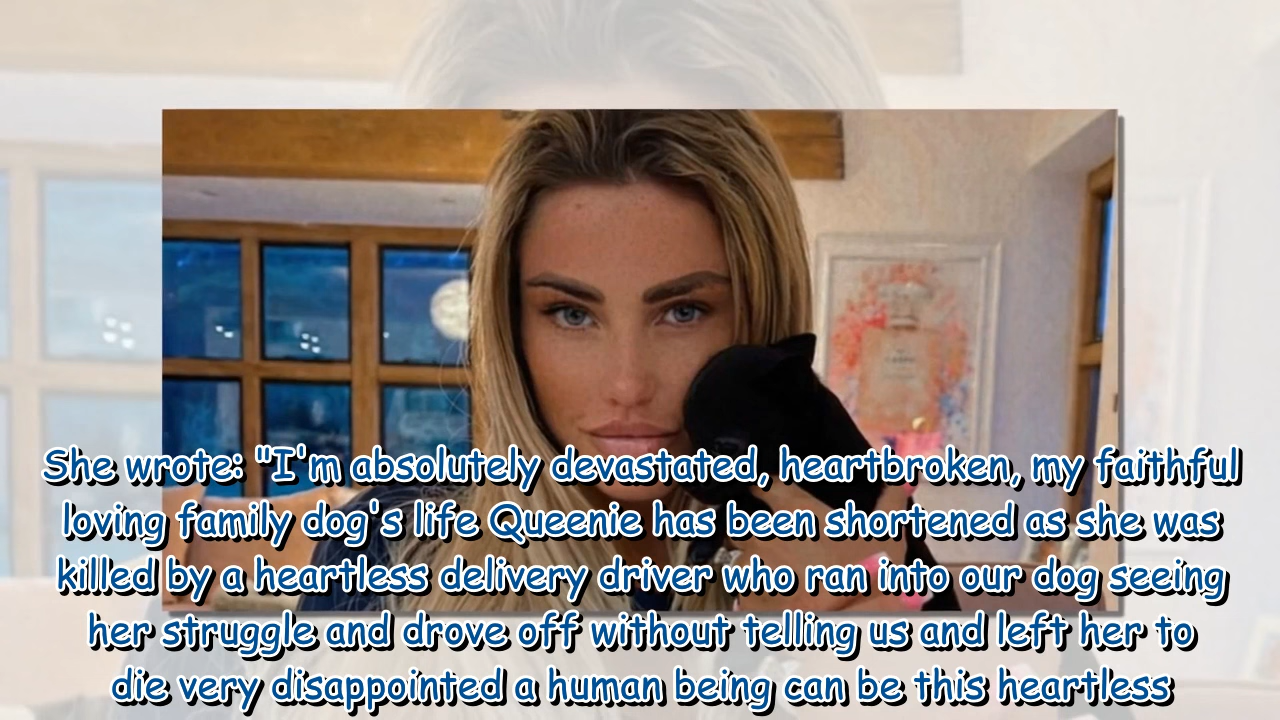 She wrote: "I'm absolutely devastated, heartbroken, my faithful
loving family dog's life Queenie has been shortened as she was
killed by a heartless delivery driver who ran into our dog seeing
her struggle and drove off without telling us and left her to
die very disappointed a human being can be this heartless